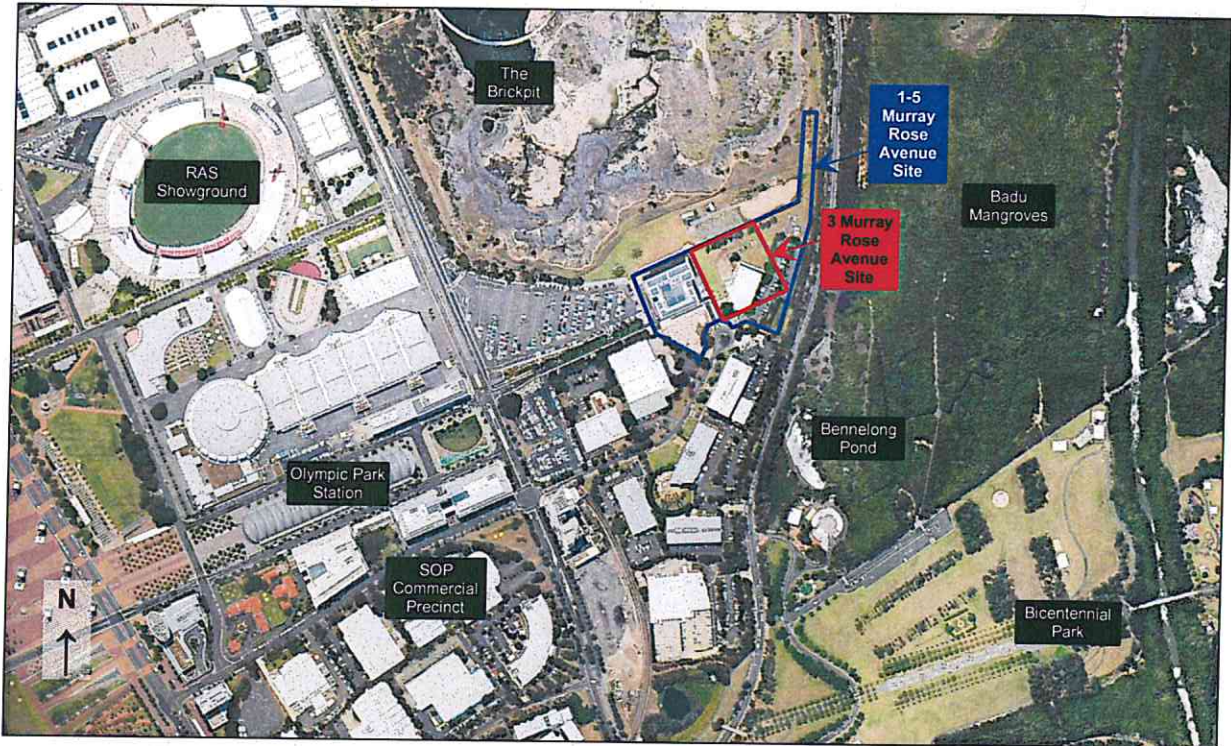 The
Brickpit
1-5
Murray
Rose
Avenue
Site
RAS
Showground
Badu
Mangroves
3 Murray
Rose
Avenue
Site
Bennelong
Pond
Olympic Park
Station
SOP
Commercial
Precinct
N
Bicentennial
Park